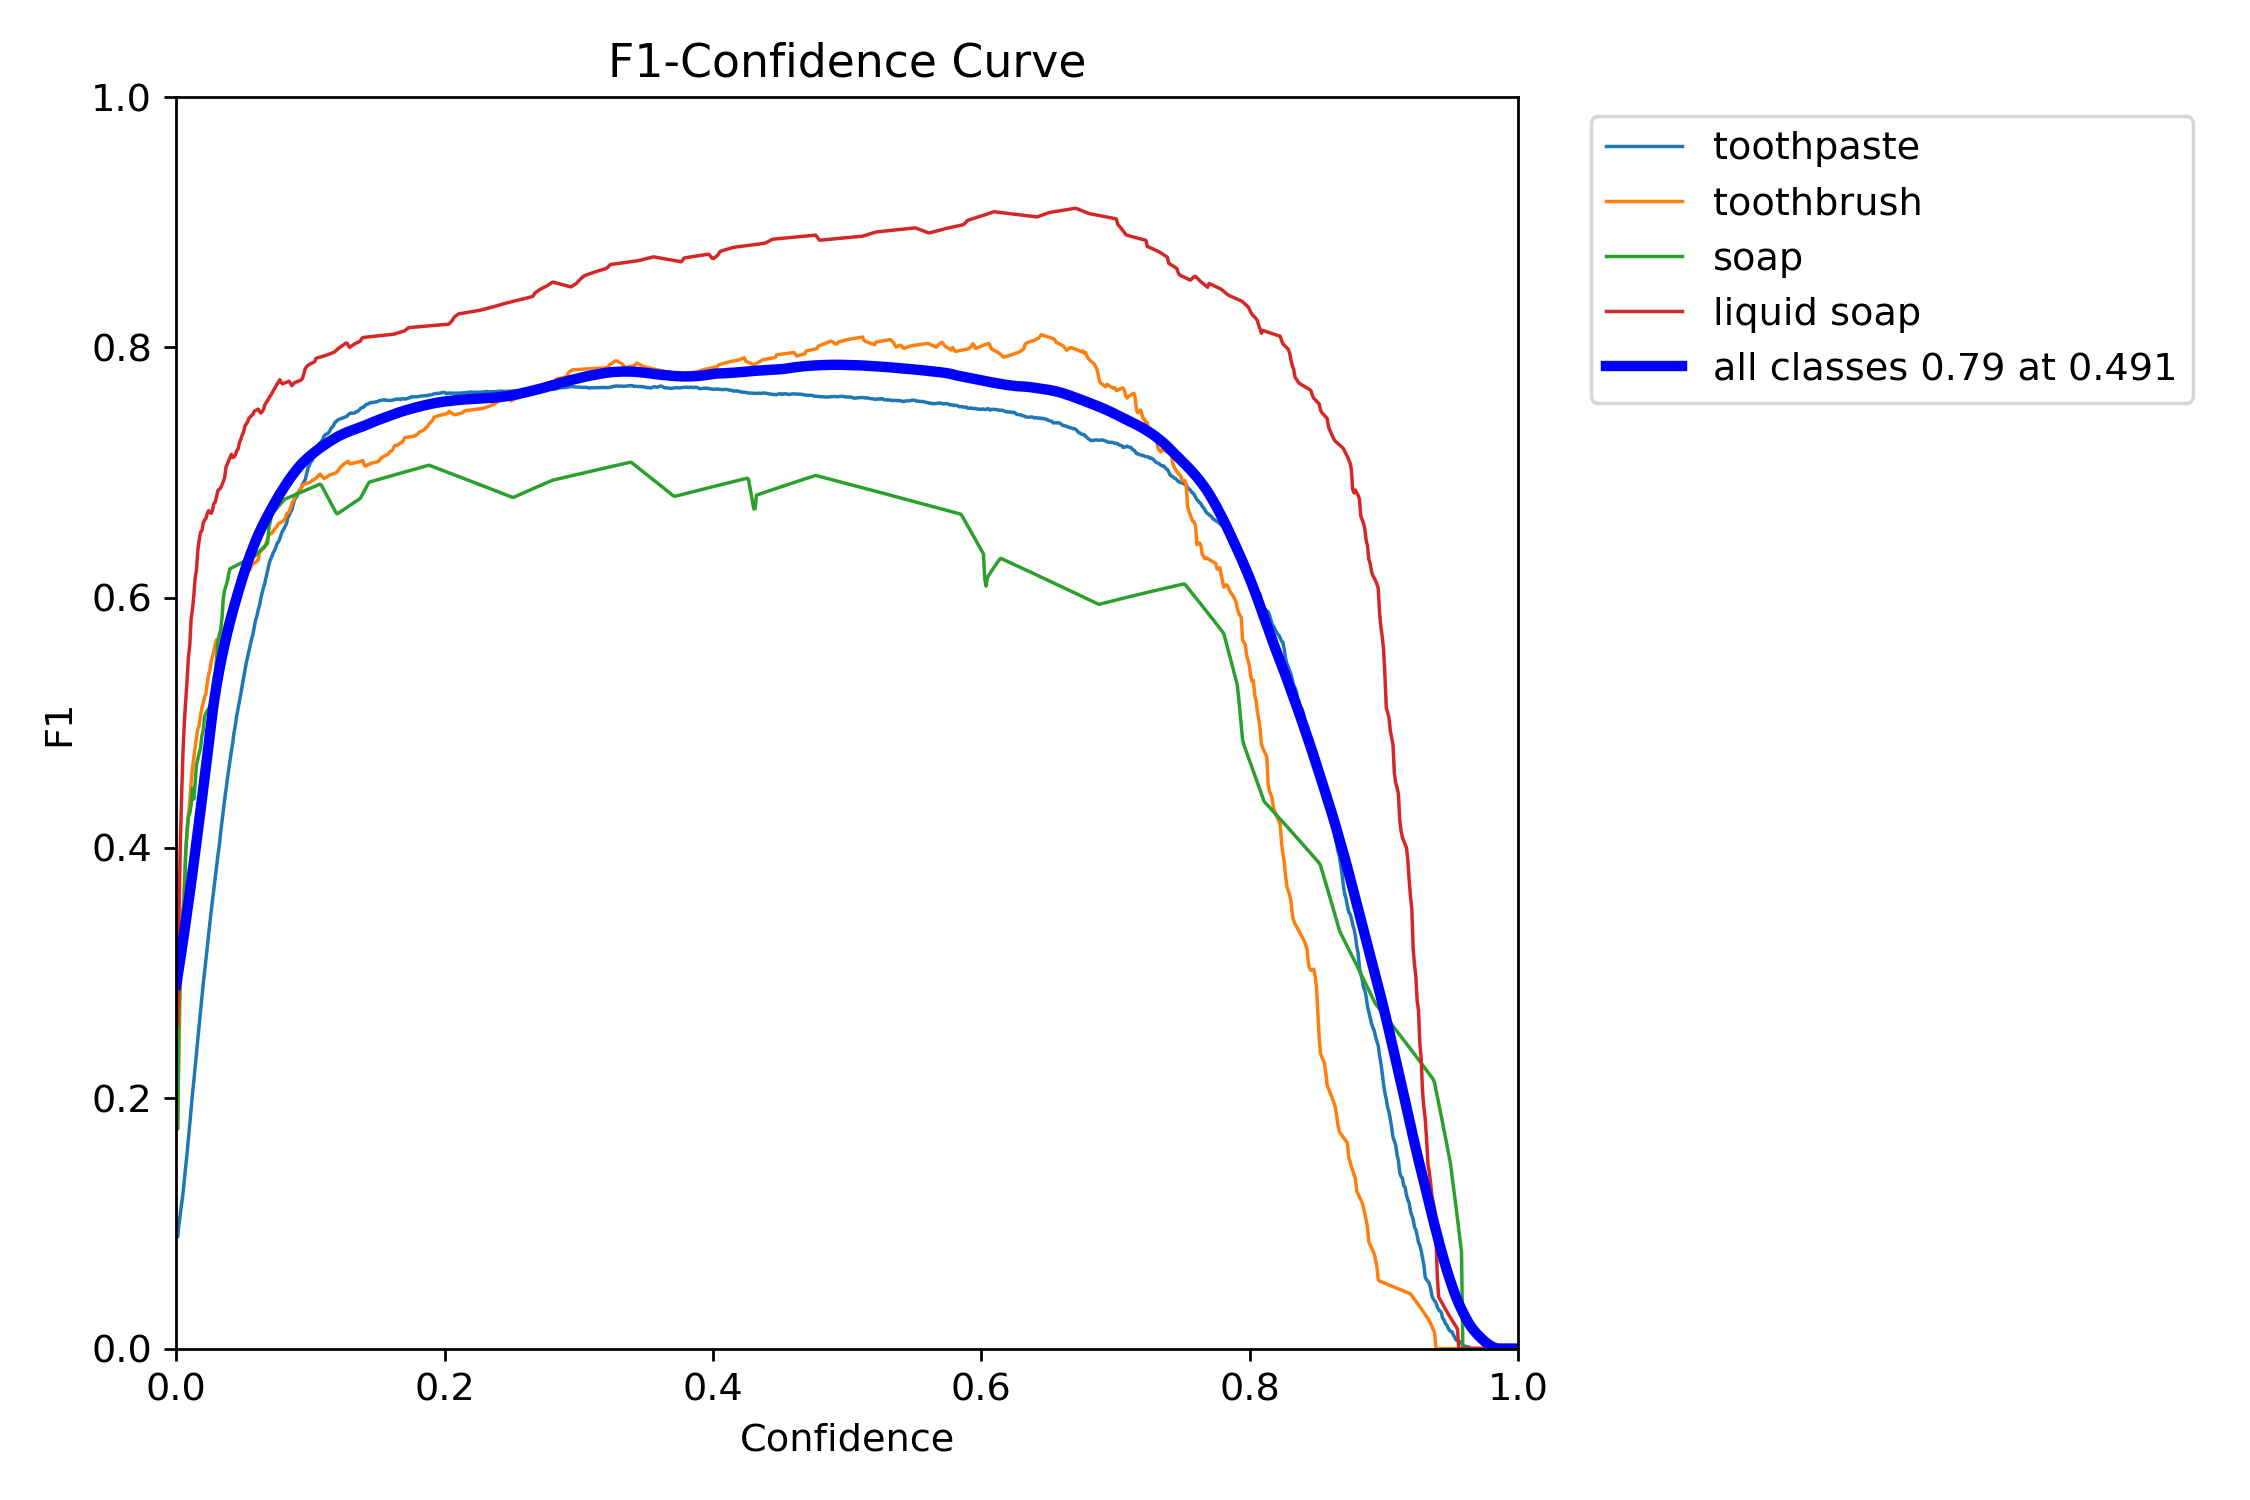 F1-Confidence Curve
1.0
0.8
0.6
0.4
0.2
0.0
F1
0.0 0.2 0.4 0.6 0.8 1.0
Confidence
toothpaste
toothbrush
soap
liquid soap
all classes 0.79 at 0.491